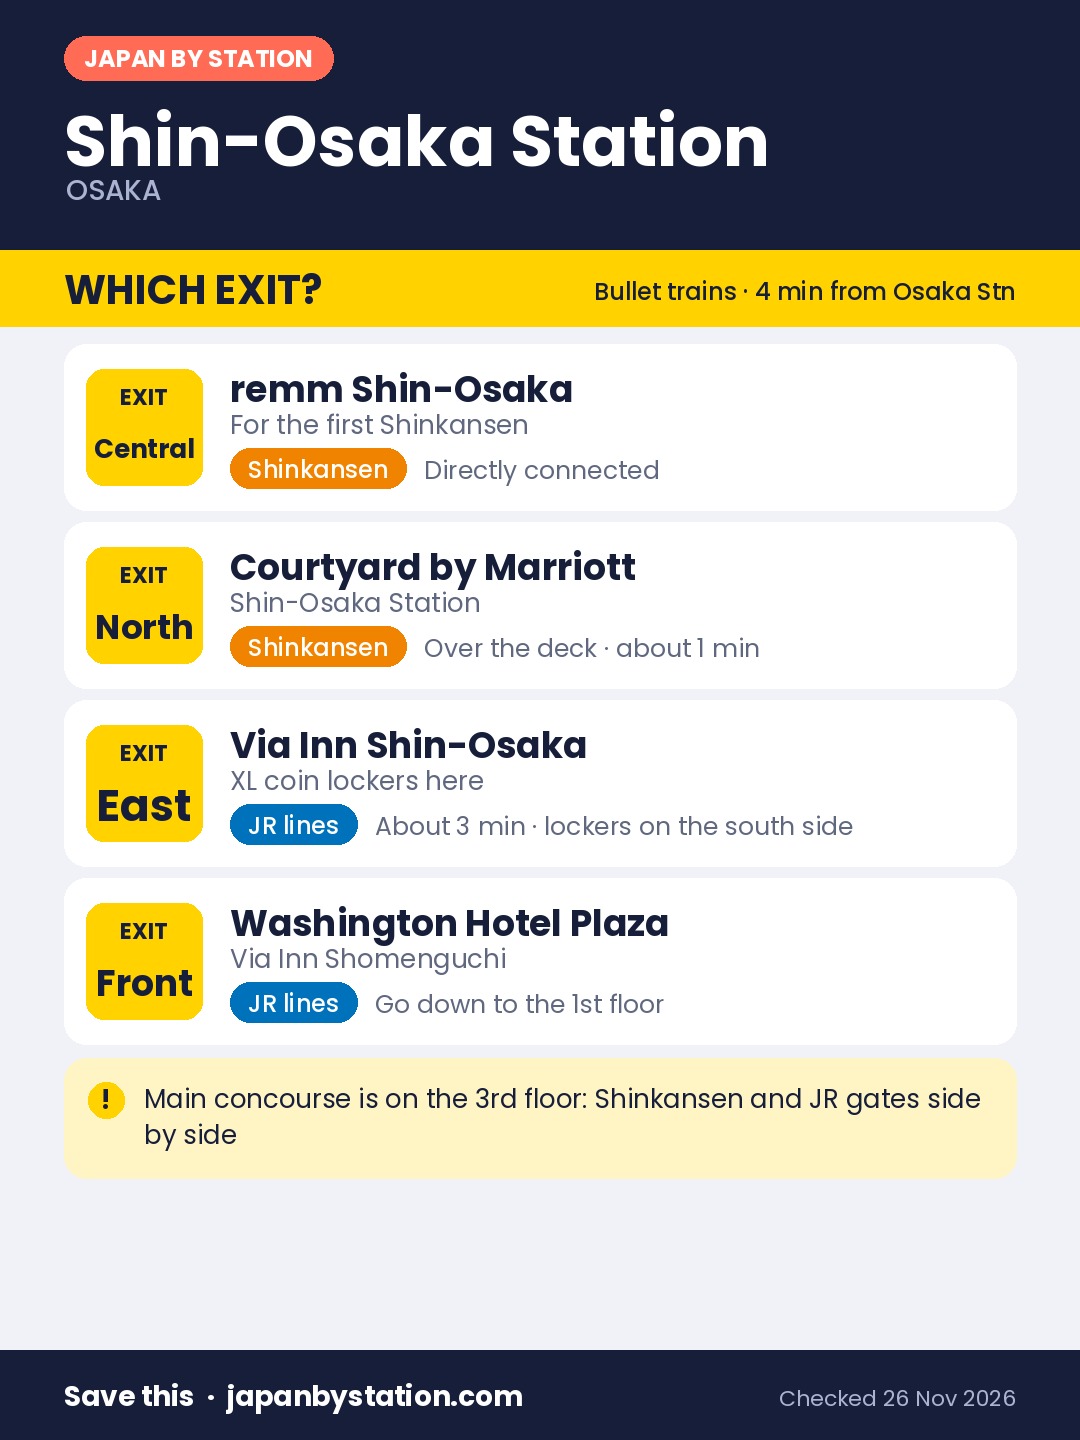 JAPAN BY STATION
Shin-Osaka Station
OSAKA
WHICH EXIT?
Bullet trains · 4 min from Osaka Stn
EXIT
Central
remm Shin-Osaka
For the first Shinkansen
Shinkansen
Directly connected
EXIT
North
Courtyard by Marriott
Shin-Osaka Station
Shinkansen
Over the deck · about 1 min
EXIT
East
Via Inn Shin-Osaka
XL coin lockers here
JR lines
About 3 min · lockers on the south side
EXIT
Front
Washington Hotel Plaza
Via Inn Shomenguchi
JR lines
Go down to the 1st floor
!
Main concourse is on the 3rd floor: Shinkansen and JR gates side
by side
Save this · japanbystation.com
Checked 26 Nov 2026